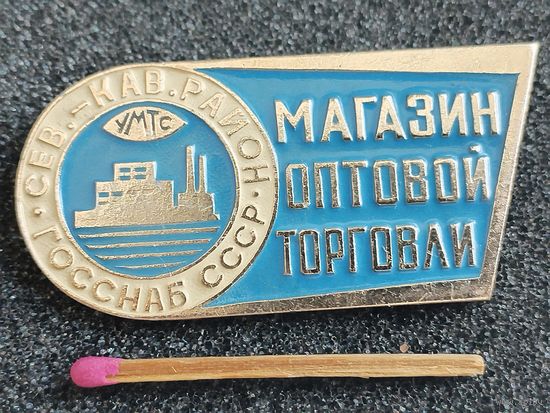 СЕВ.-КАВ.РАЙОН
ГОССНАБ СССР
УМТС
МАГАЗИН
ОПТОВОЙ
ТОРГОВЛИ